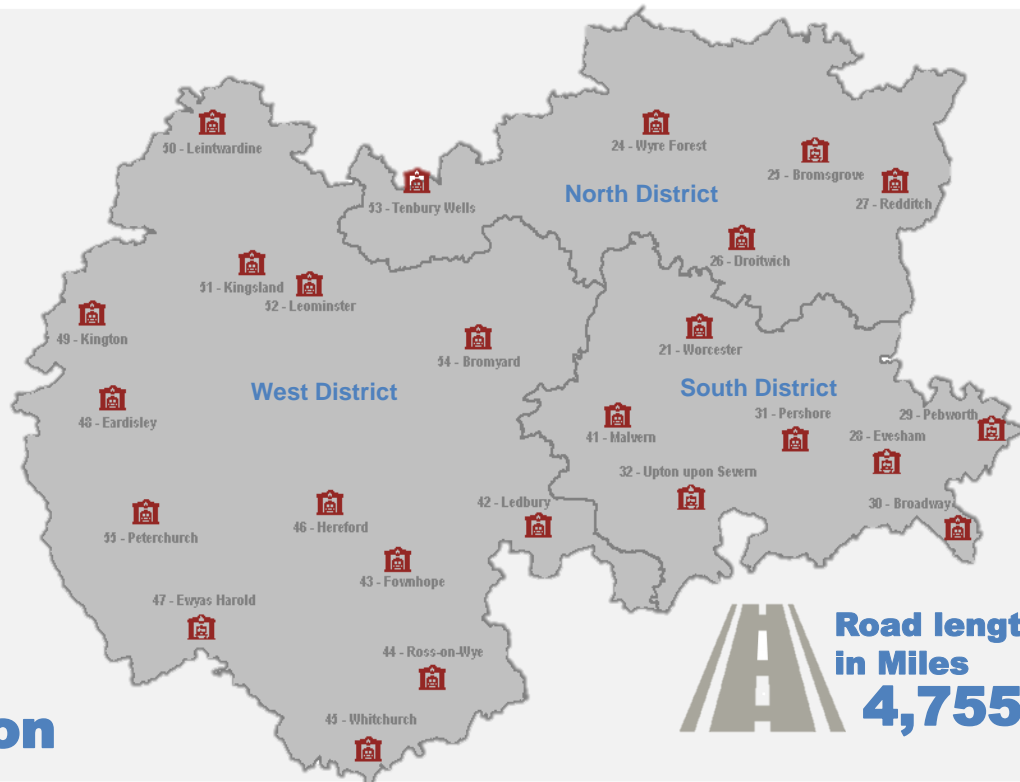 50 - Leintwardine
24 - Wyre Forest
25 - Bromsgrove
53 - Tenbury Wells
North District
27 - Redditch
26 - Droitwich
51 - Kingsland
52 - Leominster
49 - Kington
21 - Worcester
54 - Bromyard
West District
South District
48 - Eardisley
31 - Pershore
29 - Pebworth
41 - Malvern
28 - Evesham
32 - Upton upon Severn
42 - Ledbury
30 - Broadway
46 - Hereford
55 - Peterchurch
43 - Fownhope
47 - Ewyas Harold
44 - Ross-on-Wye
45 - Whitchurch
Road lengt
in Miles
4,755
on